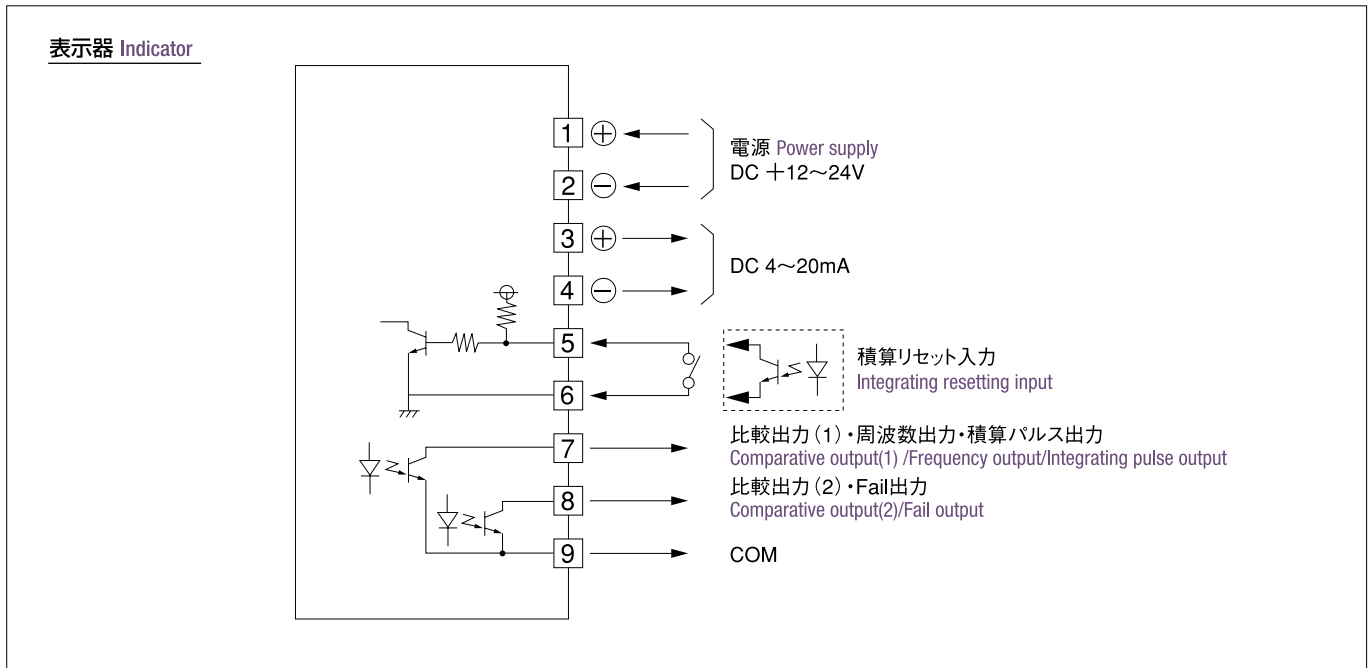 表示器 Indicator
1 ⊕
電源 Power supply
DC ＋12～24V
2 ⊖
3 ⊕
DC 4～20mA
4 ⊖
5
積算リセット入力
Integrating resetting input
6
7
比較出力（1）・周波数出力・積算パルス出力
Comparative output(1) /Frequency output/Integrating pulse output
8
比較出力（2）・Fail出力
Comparative output(2)/Fail output
9
COM